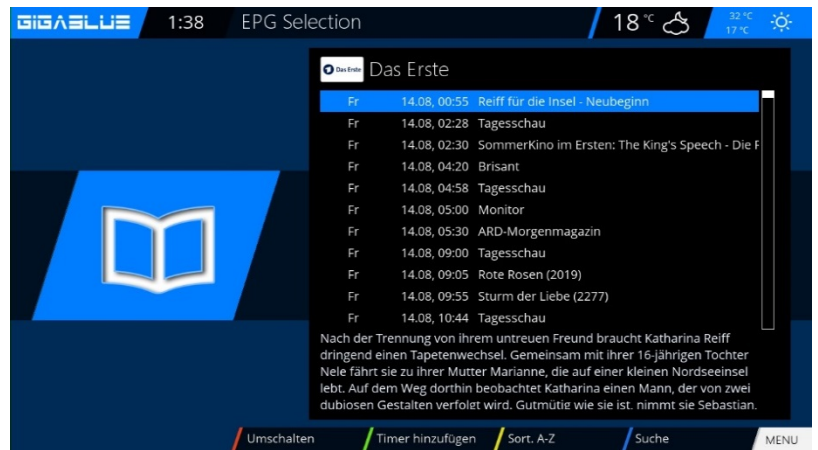 GIGABLUE 1:38 EPG Selection 18 °C 32 °C
17 °C
Das Erste Das Erste
Fr 14.08, 00:55 Reiff für die Insel - Neubeginn
Fr 14.08, 02:28 Tagesschau
Fr 14.08, 02:30 SommerKino im Ersten: The King's Speech - Die
Fr 14.08, 04:20 Brisant
Fr 14.08, 04:58 Tagesschau
Fr 14.08, 05:00 Monitor
Fr 14.08, 05:30 ARD-Morgenmagazin
Fr 14.08, 09:00 Tagesschau
Fr 14.08, 09:05 Rote Rosen (2019)
Fr 14.08, 09:55 Sturm der Liebe (2277)
Fr 14.08, 10:44 Tagesschau
Nach der Trennung von ihrem untreuen Freund braucht Katharina Reiff
dringend einen Tapetenwechsel. Gemeinsam mit ihrer 16-jährigen Tochter
Nele fährt sie zu ihrer Mutter Marianne, die auf einer kleinen Nordseeinsel
lebt. Auf dem Weg dorthin beobachtet Katharina einen Mann, der von zwei
dubiosen Gestalten verfolgt wird. Gutmütig wie sie ist, nimmt sie Sebastian,
Umschalten Timer hinzufügen Sort. A-Z Suche MENU